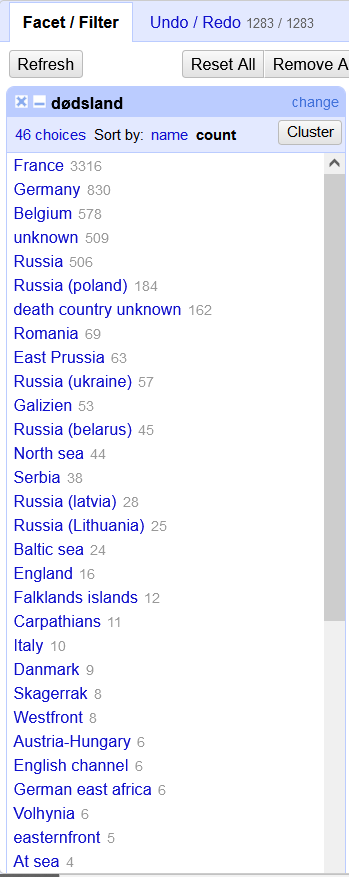 Facet / Filter Undo / Redo 1283 / 1283
Refresh Reset All Remove A
dødsland change
46 choices Sort by: name count Cluster
France 3316
Germany 830
Belgium 578
unknown 509
Russia 506
Russia (poland) 184
death country unknown 162
Romania 69
East Prussia 63
Russia (ukraine) 57
Galizien 53
Russia (belarus) 45
North sea 44
Serbia 38
Russia (latvia) 28
Russia (Lithuania) 25
Baltic sea 24
England 16
Falklands islands 12
Carpathians 11
Italy 10
Danmark 9
Skagerrak 8
Westfront 8
Austria-Hungary 6
English channel 6
German east africa 6
Volhynia 6
easternfront 5
At sea 4